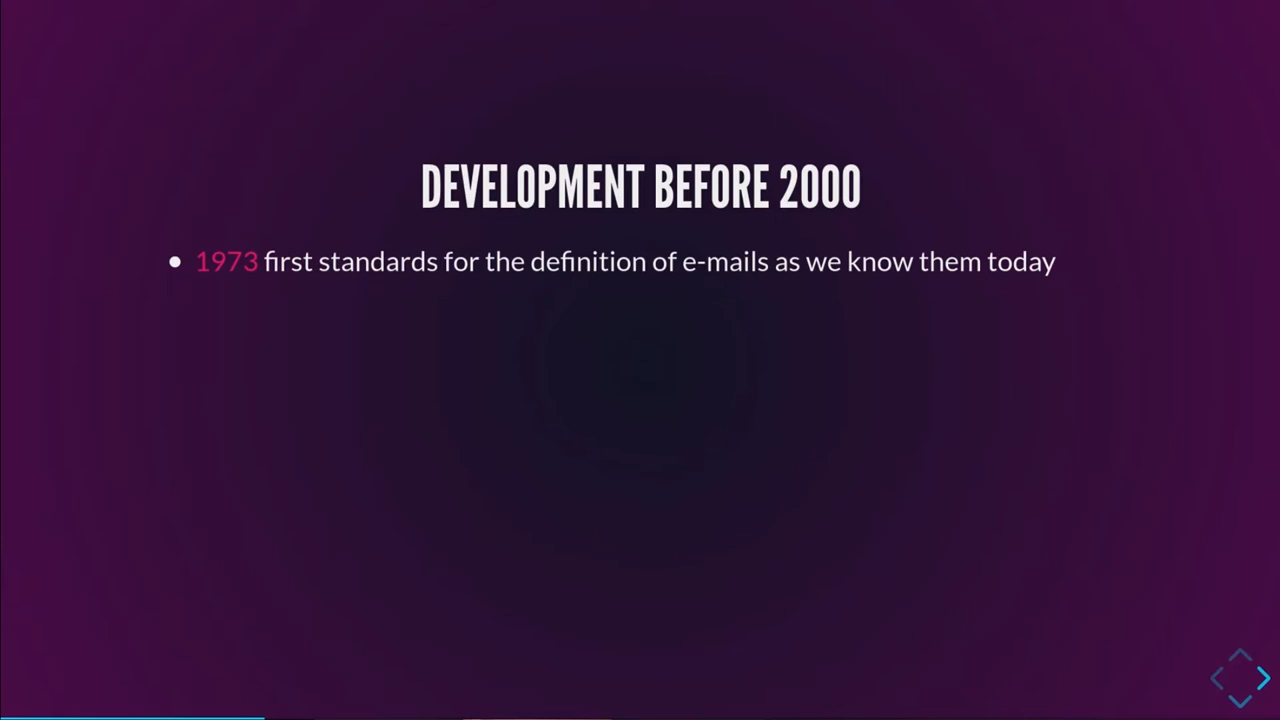 DEVELOPMENT BEFORE 2000
• 1973 first standards for the definition of e-mails as we know them today